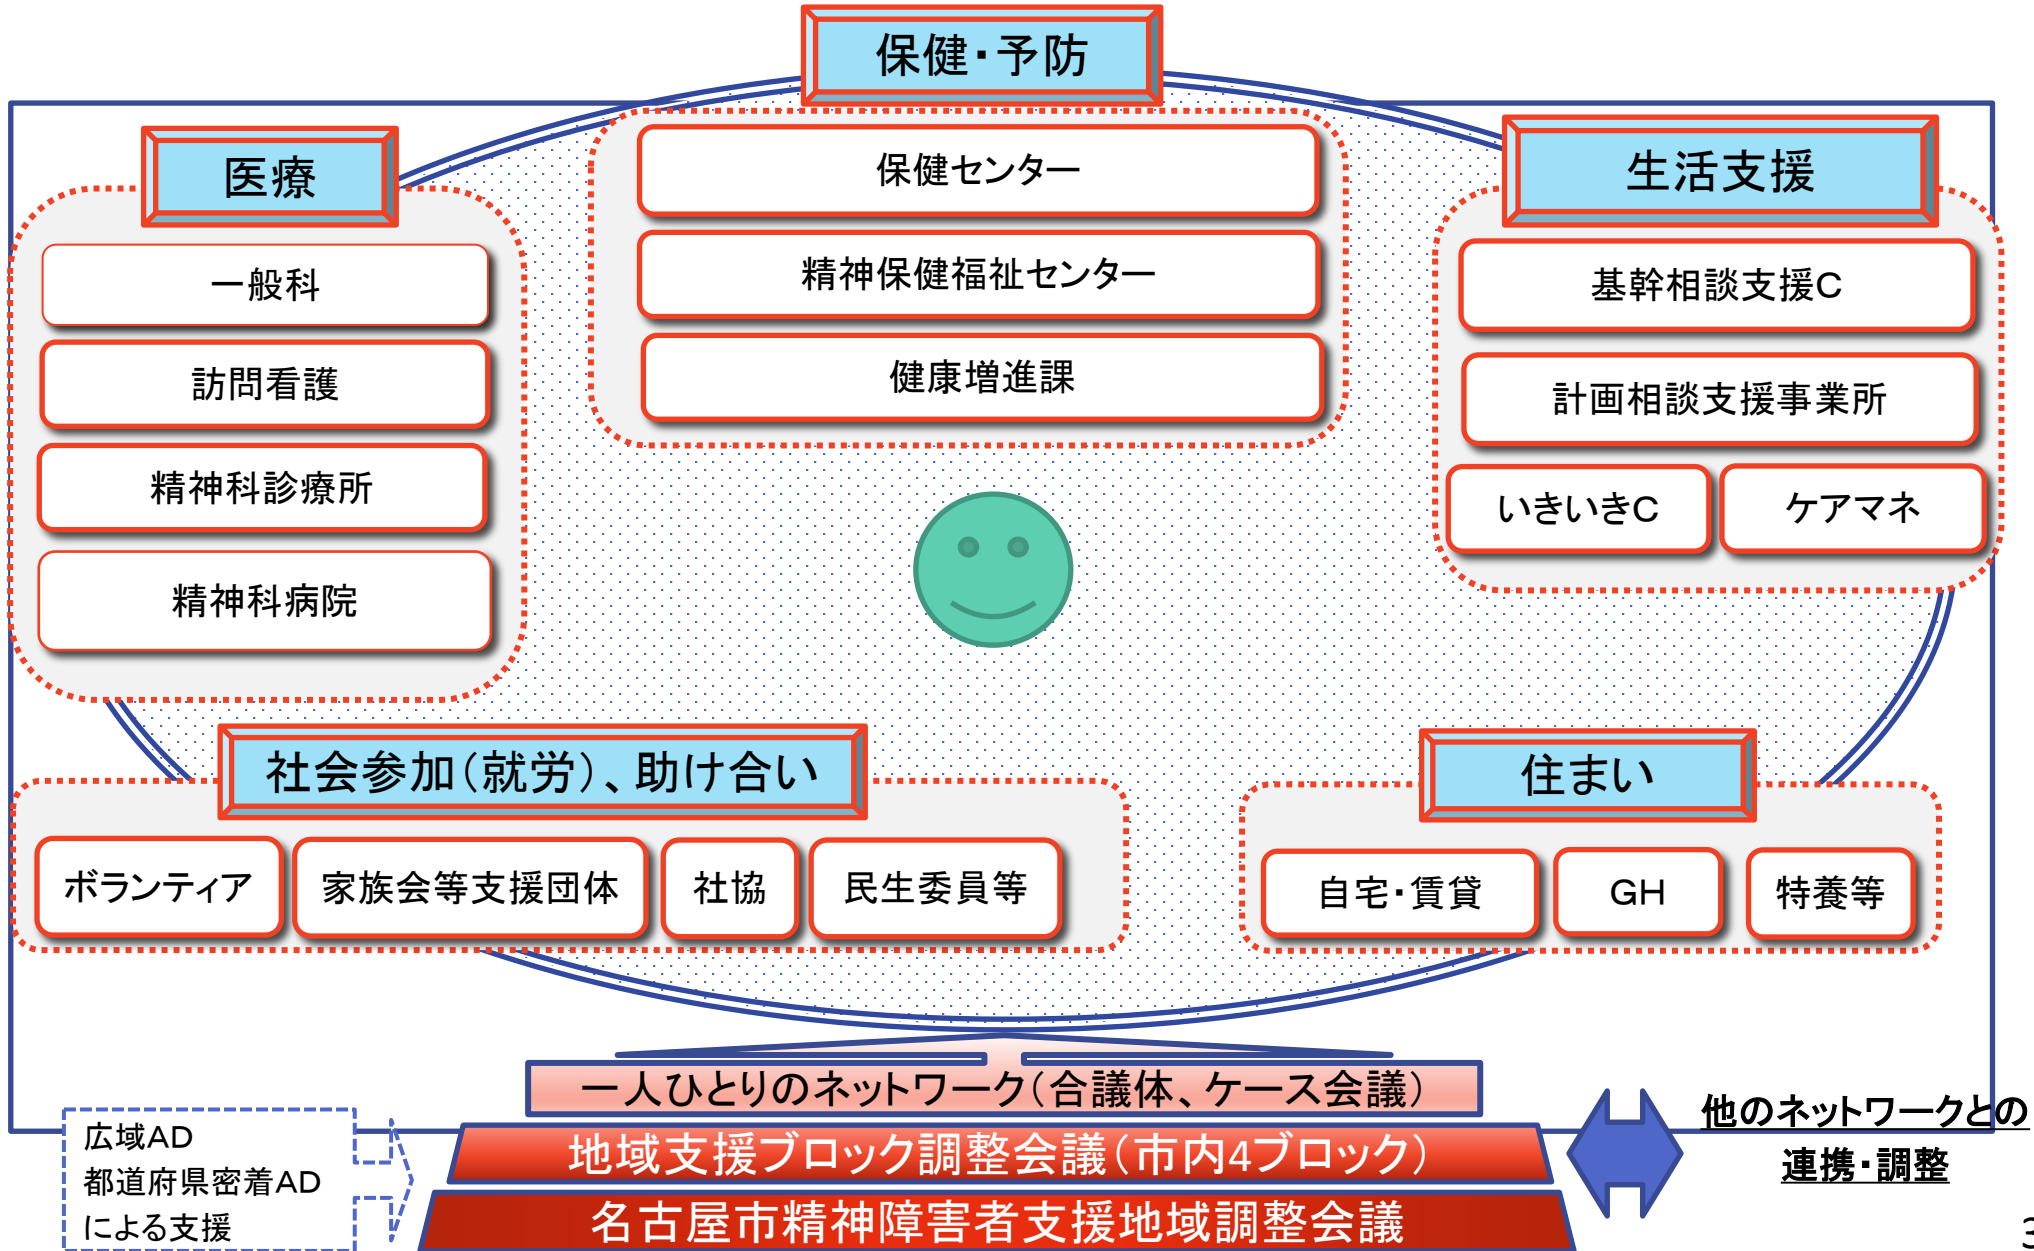 保健・予防
保健センター
精神保健福祉センター
健康増進課
医療
一般科
訪問看護
精神科診療所
精神科病院
生活支援
基幹相談支援C
計画相談支援事業所
いきいきC
ケアマネ
社会参加（就労）、助け合い
ボランティア
家族会等支援団体
社協
民生委員等
住まい
自宅・賃貸
GH
特養等
一人ひとりのネットワーク（合議体、ケース会議）
地域支援ブロック調整会議（市内4ブロック）
名古屋市精神障害者支援地域調整会議
広域AD
都道府県密着AD
による支援
他のネットワークとの
連携・調整
3